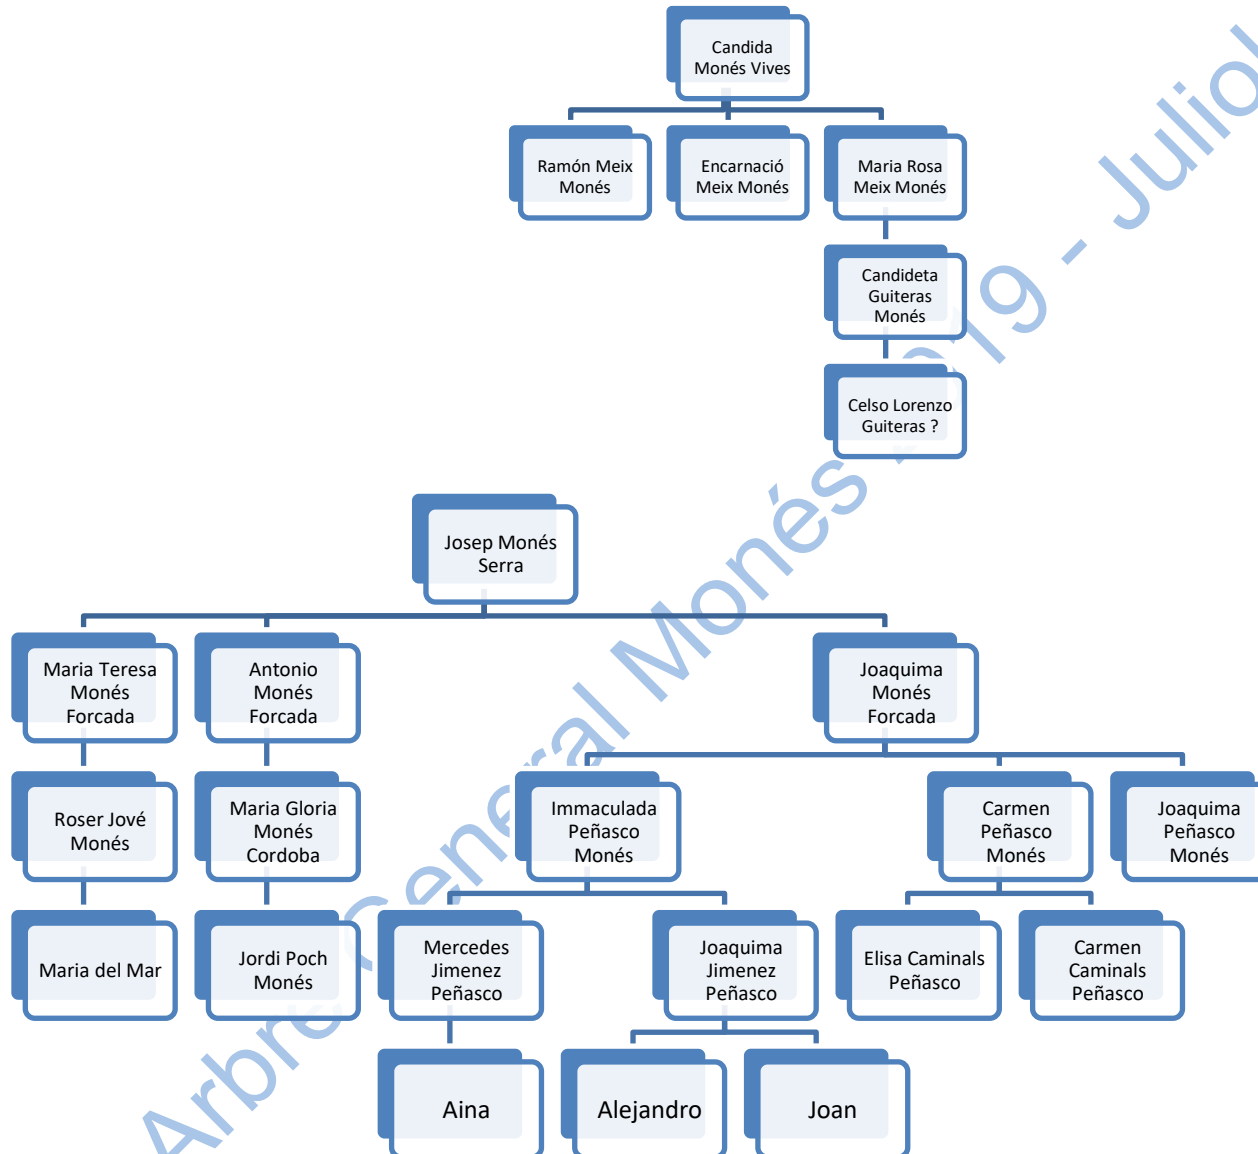 Candida
Monés Vives
Ramón Meix
Monés
Encarnació
Meix Monés
Maria Rosa
Meix Monés
Candideta
Guiteras
Monés
Celso Lorenzo
Guiteras ?
Josep Monés
Serra
Maria Teresa
Monés
Forcada
Antonio
Monés
Forcada
Joaquima
Monés
Forcada
Roser Jové
Monés
Maria Gloria
Monés
Cordoba
Immaculada
Peñasco
Monés
Carmen
Peñasco
Monés
Joaquima
Peñasco
Monés
Maria del Mar
Jordi Poch
Monés
Mercedes
Jimenez
Peñasco
Joaquima
Jimenez
Peñasco
Elisa Caminals
Peñasco
Carmen
Caminals
Peñasco
Aina
Alejandro
Joan
Arbre General Monés - Juliol